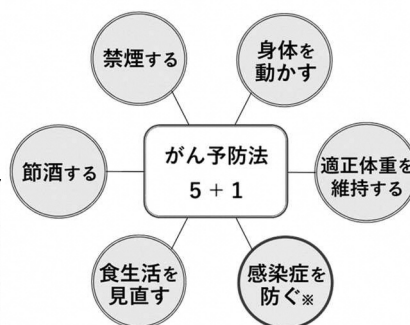 禁煙する
身体を
動かす
がん予防法
5 + 1
節酒する
適正体重を
維持する
食生活を
見直す
感染症を
防ぐ※